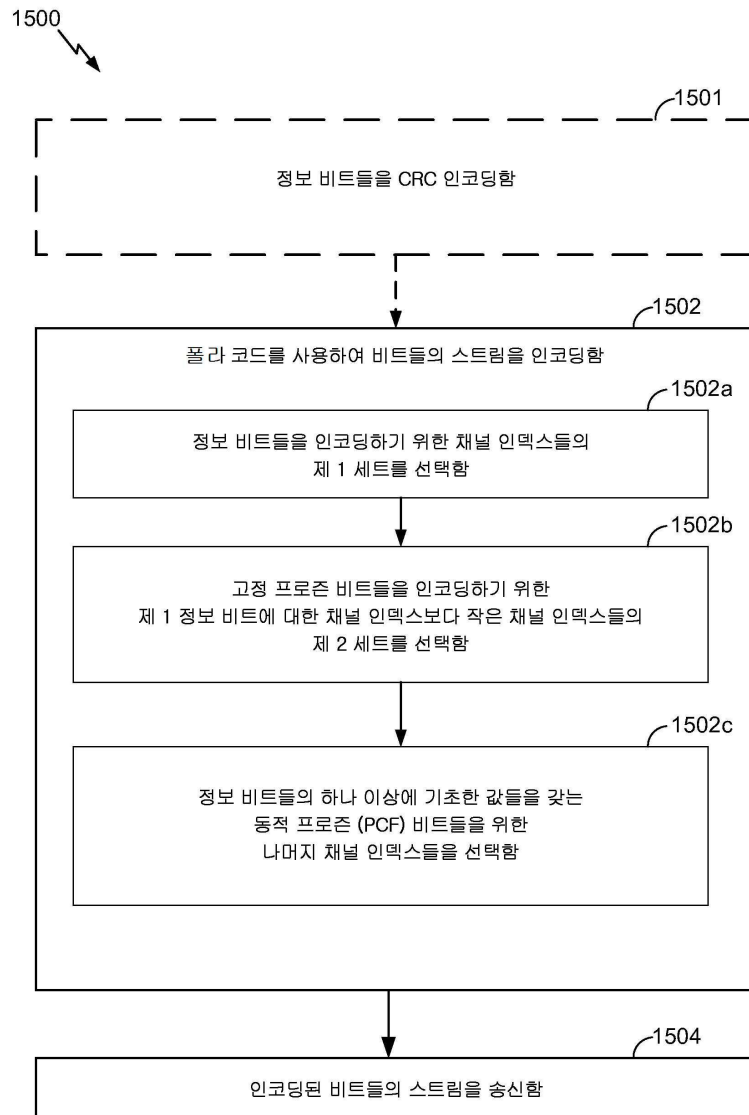 1500
1501
정보 비트들을 CRC 인코딩함
1502
폴라 코드를 사용하여 비트들의 스트림을 인코딩함
1502a
정보 비트들을 인코딩하기 위한 채널 인덱스들의
제 1 세트를 선택함
1502b
고정 프로즌 비트들을 인코딩하기 위한
제 1 정보 비트에 대한 채널 인덱스보다 작은 채널 인덱스들의
제 2 세트를 선택함
1502c
정보 비트들의 하나 이상에 기초한 값들을 갖는
동적 프로즌 (PCF) 비트들을 위한
나머지 채널 인덱스들을 선택함
1504
인코딩된 비트들의 스트림을 송신함